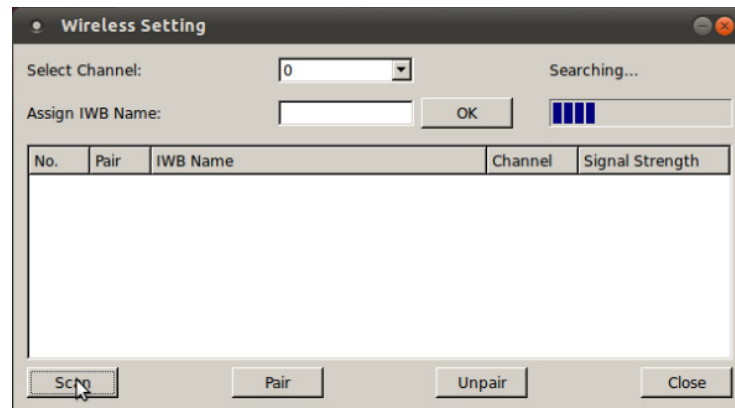 Wireless Setting
Select Channel: 0 Searching...
Assign IWB Name: OK
No. Pair IWB Name Channel Signal Strength
Scan Pair Unpair Close